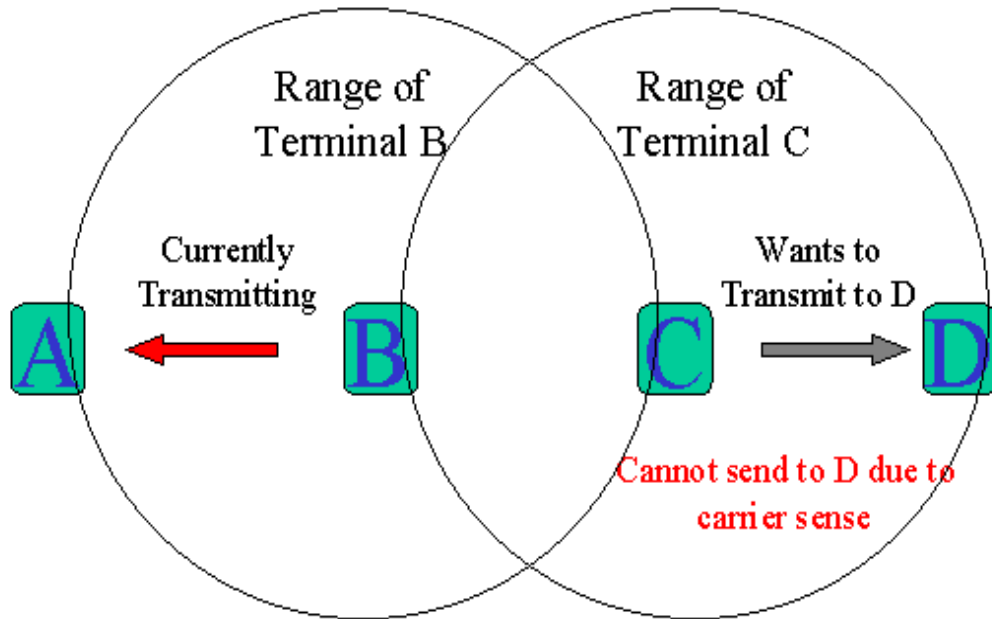 Range of
Terminal B
Range of
Terminal C
Currently
Transmitting
Wants to
Transmit to D
A
B
C
D
Cannot send to D due to
carrier sense